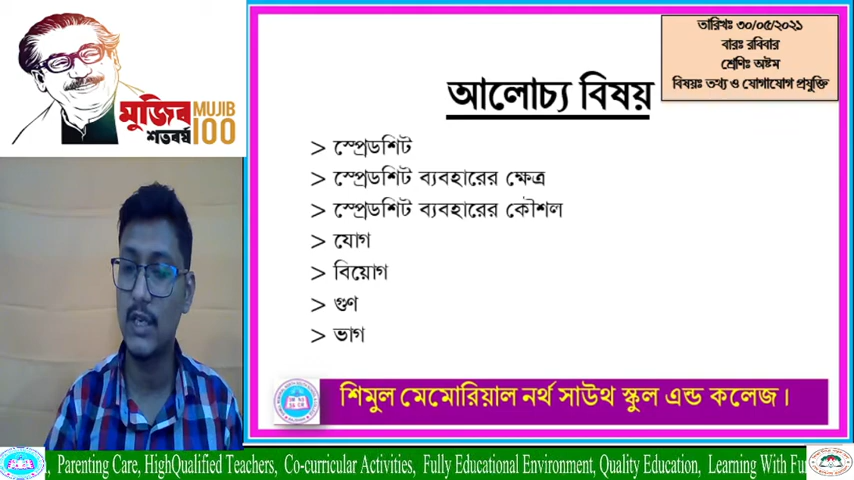 মুজিব
শতবর্ষ
MUJIB
100
তারিখঃ ৩০/০৫/২০২১
বারঃ রবিবার
শ্রেণিঃ অষ্টম
বিষয়ঃ তথ্য ও যোগাযোগ প্রযুক্তি
আলোচ্য বিষয়
> স্প্রেডশিট
> স্প্রেডশিট ব্যবহারের ক্ষেত্র
> স্প্রেডশিট ব্যবহারের কৌশল
> যোগ
> বিয়োগ
> গুণ
> ভাগ
শিমুল মেমোরিয়াল নর্থ সাউথ স্কুল এন্ড কলেজ।
Parenting Care, HighQualified Teachers, Co-curricular Activities, Fully Educational Environment, Quality Education, Learning With Fu